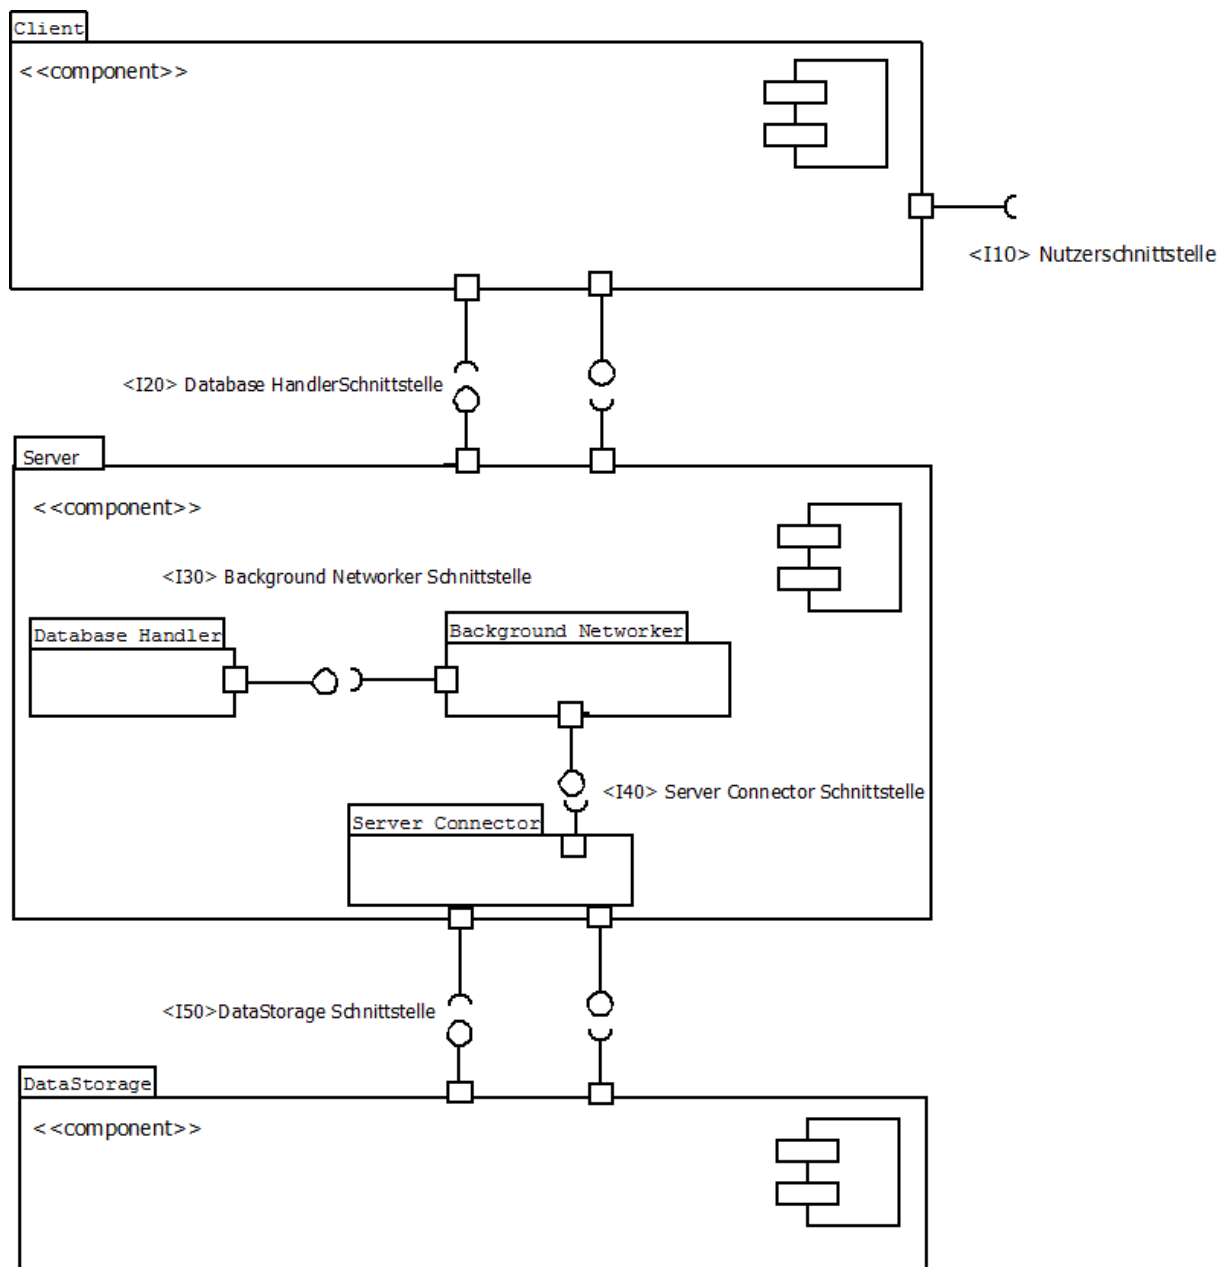 Client
<<component>>
<I10> Nutzerschnittstelle
<I20> Database HandlerSchnittstelle
Server
<<component>>
<I30> Background Networker Schnittstelle
Database Handler
Background Networker
<I40> Server Connector Schnittstelle
Server Connector
<I50>DataStorage Schnittstelle
DataStorage
<<component>>